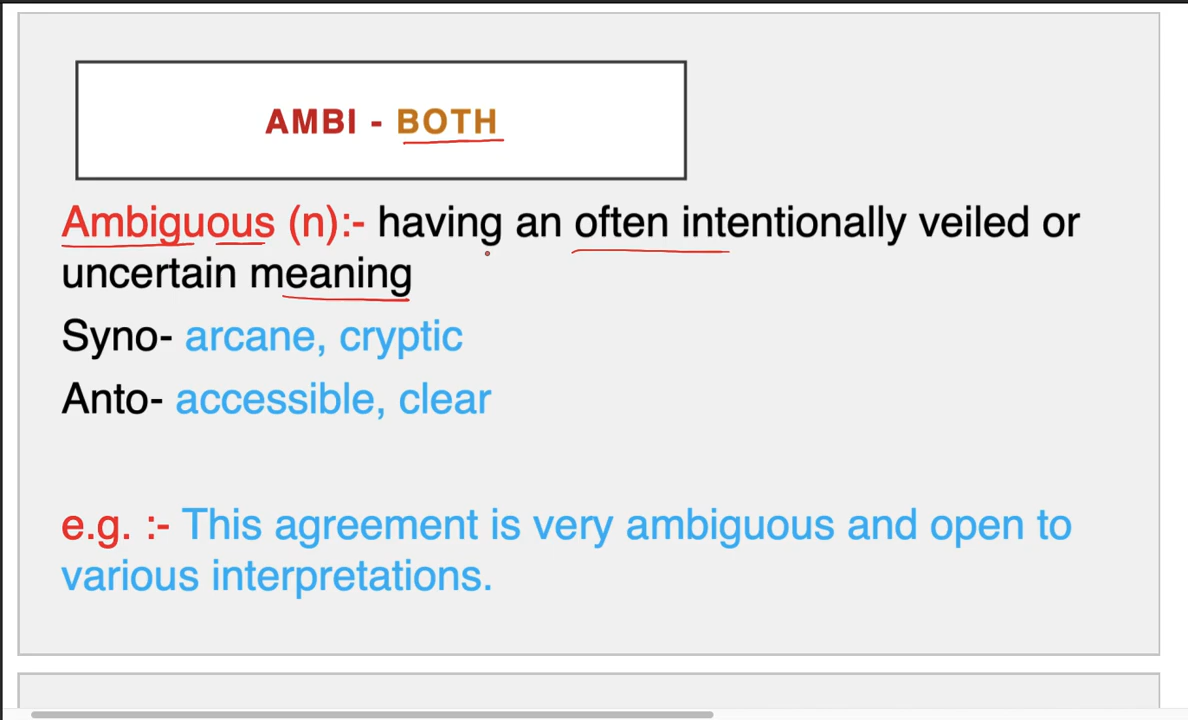 AMBI - BOTH
Ambiguous (n):- having an often intentionally veiled or
uncertain meaning
Syno- arcane, cryptic
Anto- accessible, clear
e.g. :- This agreement is very ambiguous and open to
various interpretations.